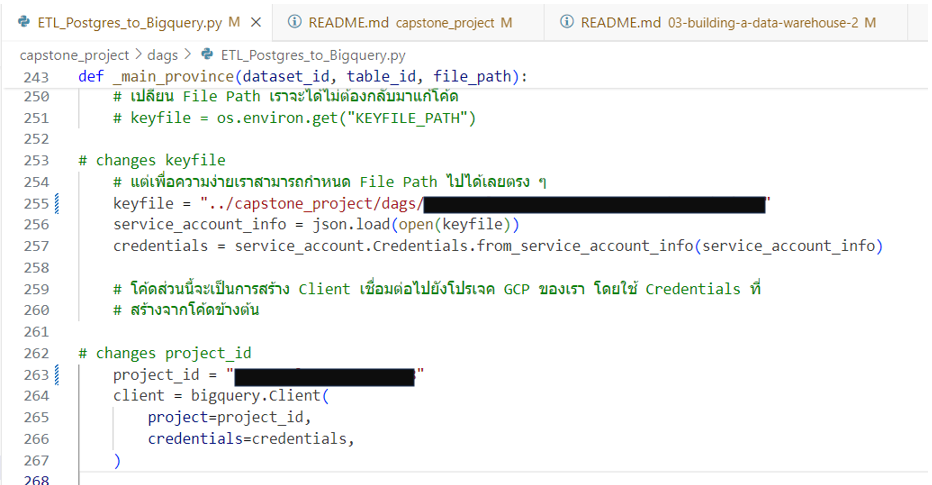 ETL_Postgres_to_Bigquery.py M
README.md capstone_project M
README.md 03-building-a-data-warehouse-2 M
capstone_project > dags > ETL_Postgres_to_Bigquery.py
243 def _main_province(dataset_id, table_id, file_path):
250 # เปลี่ยน File Path เราจะได้ไม่ต้องกลับมาแก้โค้ด
251 # keyfile = os.environ.get("KEYFILE_PATH")
252
253 # changes keyfile
254 # แต่เพื่อความง่ายเราสามารถกำหนด File Path ไปได้เลยตรง ๆ
255 keyfile = "../capstone_project/dags/"
256 service_account_info = json.load(open(keyfile))
257 credentials = service_account.Credentials.from_service_account_info(service_account_info)
258
259 # โค้ดส่วนนี้จะเป็นการสร้าง Client เชื่อมต่อไปยังโปรเจค GCP ของเรา โดยใช้ Credentials ที่
260 # สร้างจากโค้ดข้างต้น
261
262 # changes project_id
263 project_id = ""
264 client = bigquery.Client(
265 project=project_id,
266 credentials=credentials,
267 )
268